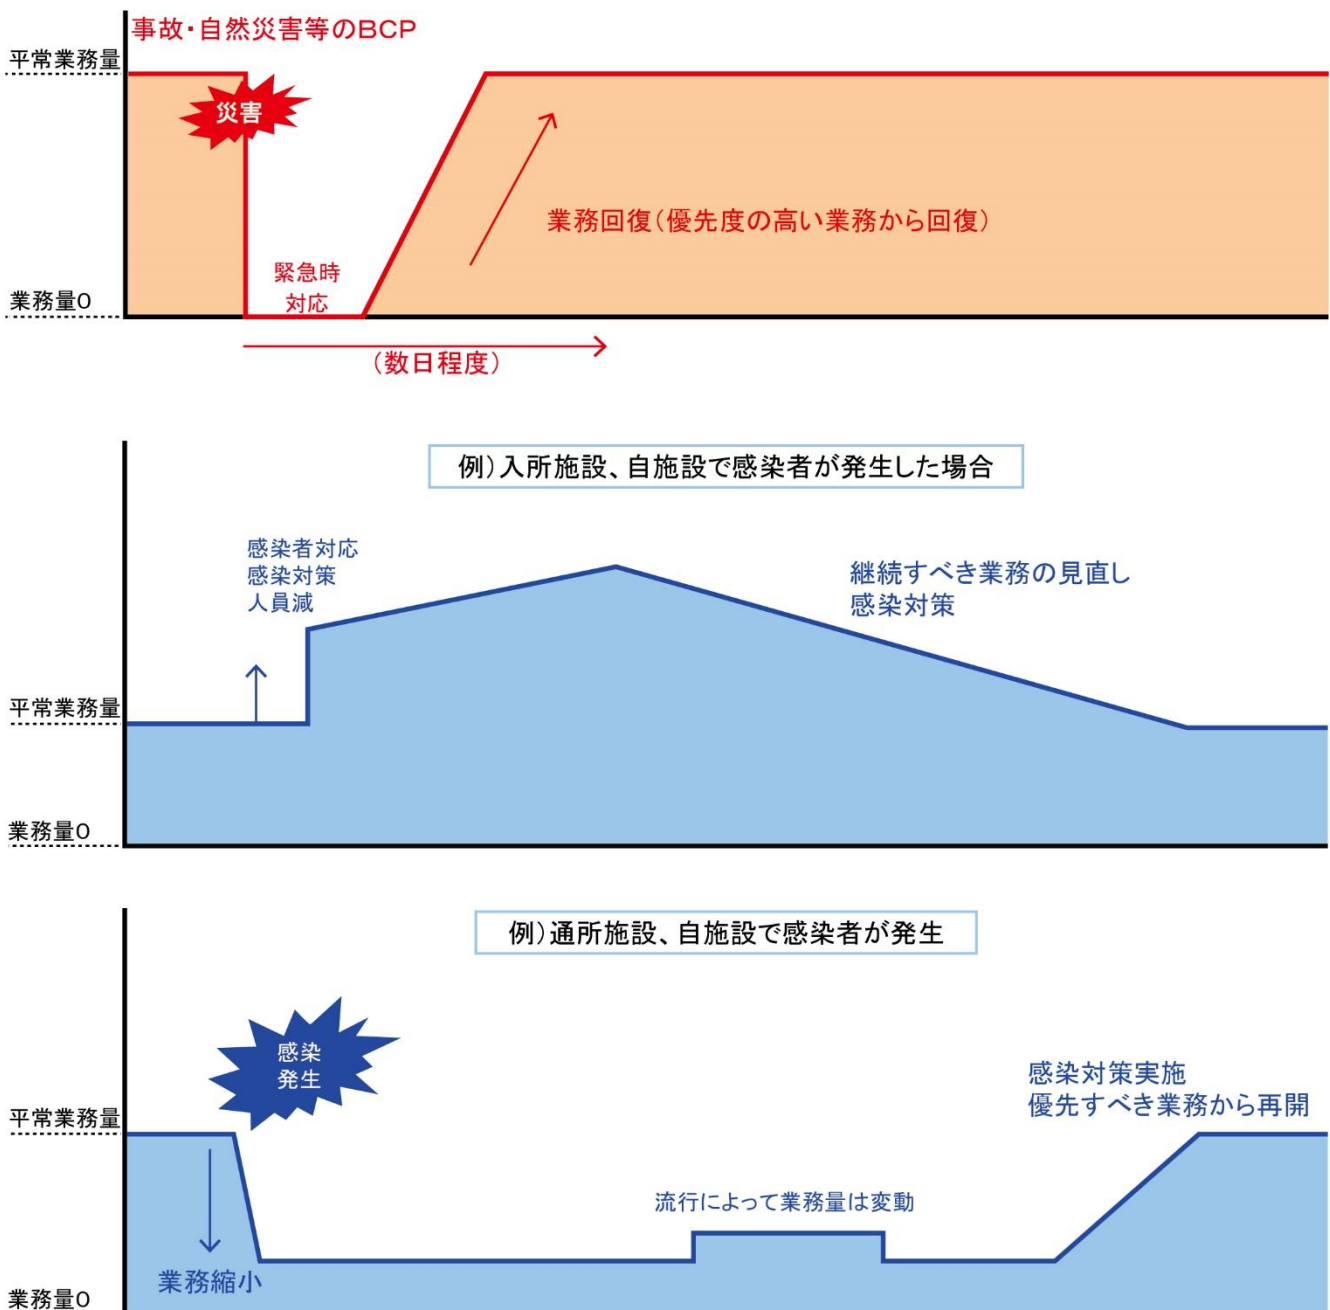 事故・自然災害等のBCP
平常業務量
災害
業務回復(優先度の高い業務から回復)
緊急時
対応
業務量0
(数日程度)
例)入所施設、自施設で感染者が発生した場合
感染者対応
感染対策
人員減
継続すべき業務の見直し
感染対策
平常業務量
業務量0
例)通所施設、自施設で感染者が発生
感染
発生
感染対策実施
優先すべき業務から再開
平常業務量
流行によって業務量は変動
業務縮小
業務量0